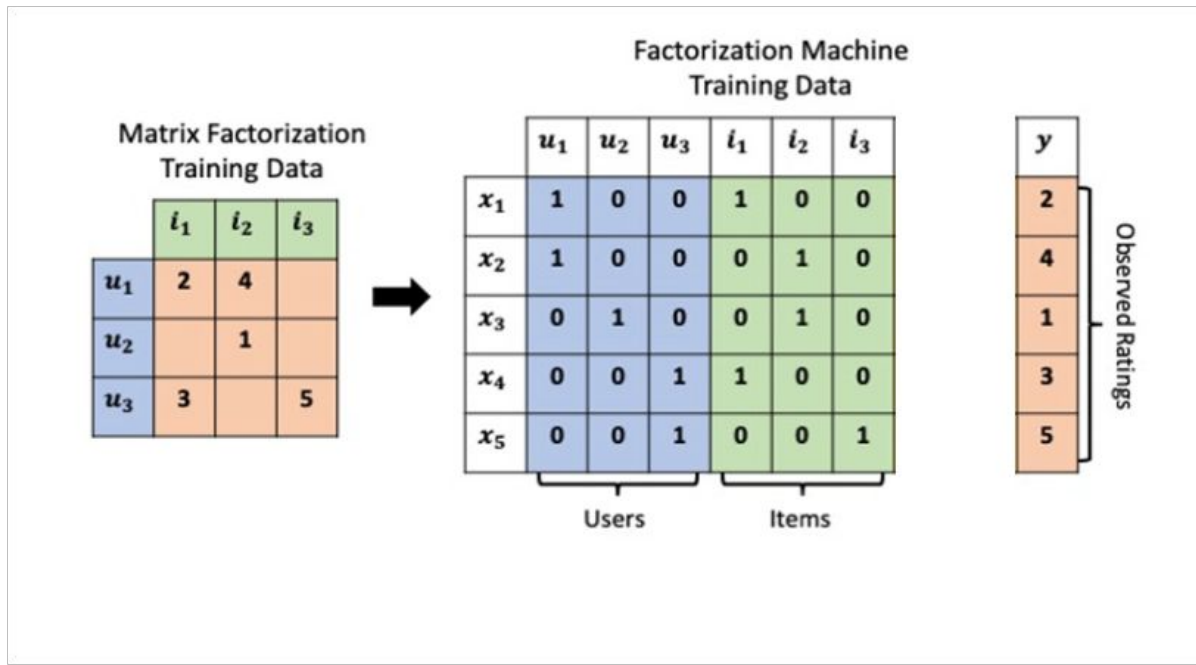 Factorization Machine
Training Data
Matrix Factorization
Training Data
i₁ i₂ i₃
u₁ 2 4
u₂ 1
u₃ 3 5
u₁ u₂ u₃ i₁ i₂ i₃ y
x₁ 1 0 0 1 0 0 2
x₂ 1 0 0 0 1 0 4
x₃ 0 1 0 0 1 0 1
x₄ 0 0 1 1 0 0 3
x₅ 0 0 1 0 0 1 5
Users Items
Observed Ratings